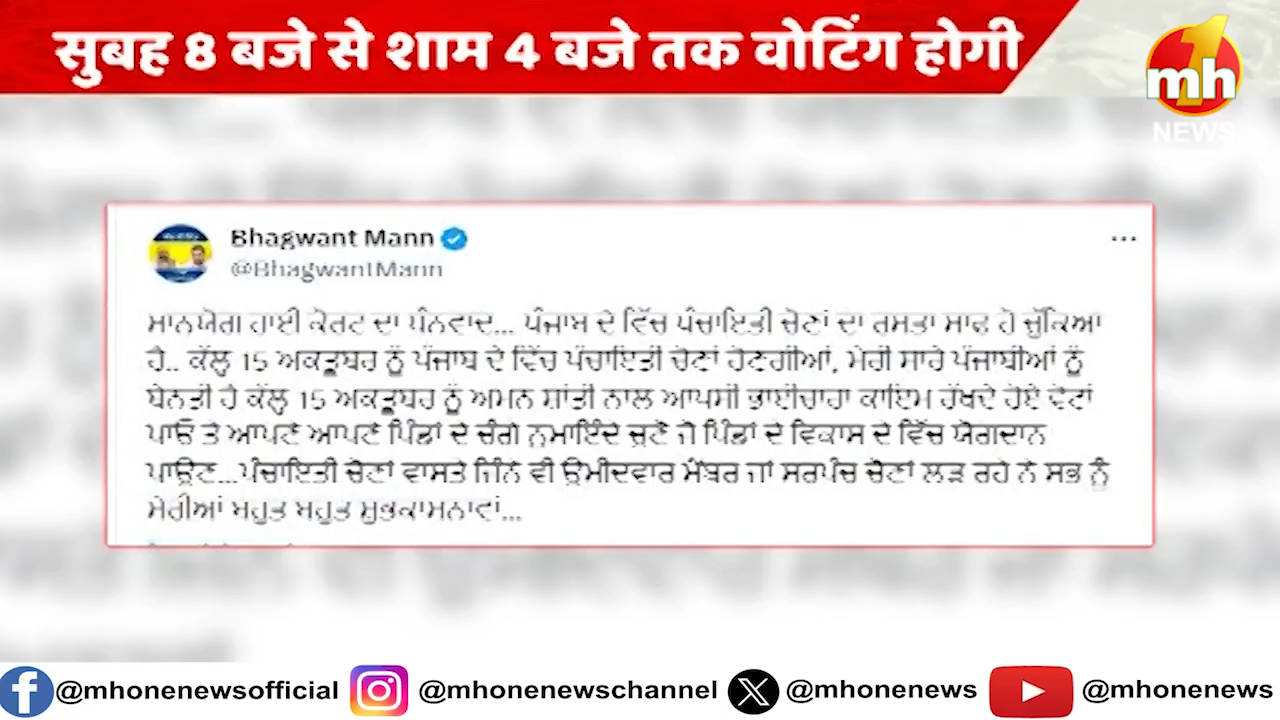 सुबह 8 बजे से शाम 4 बजे तक वोटिंग होगी
1
mh
NEWS
Bhagwant Mann
@BhagwantMann
ਮਾਨਯੋਗ ਹਾਈ ਕੋਰਟ ਦਾ ਧੰਨਵਾਦ... ਪੰਜਾਬ ਦੇ ਵਿੱਚ ਪੰਚਾਇਤੀ ਚੋਣਾਂ ਦਾ ਰਸਤਾ ਸਾਫ ਹੋ ਚੁੱਕਿਆ
ਹੈ.. ਕੱਲ੍ਹ 15 ਅਕਤੂਬਰ ਨੂੰ ਪੰਜਾਬ ਦੇ ਵਿੱਚ ਪੰਚਾਇਤੀ ਚੋਣਾਂ ਹੋਣਗੀਆਂ, ਮੇਰੀ ਸਾਰੇ ਪੰਜਾਬੀਆਂ ਨੂੰ
ਬੇਨਤੀ ਹੈ ਕੱਲ੍ਹ 15 ਅਕਤੂਬਰ ਨੂੰ ਅਮਨ ਸ਼ਾਂਤੀ ਨਾਲ ਆਪਸੀ ਭਾਈਚਾਰਾ ਕਾਇਮ ਰੱਖਦੇ ਹੋਏ ਵੋਟਾਂ
ਪਾਓ ਤੇ ਆਪਣੇ ਆਪਣੇ ਪਿੰਡਾਂ ਦੇ ਚੰਗੇ ਨੁਮਾਇੰਦੇ ਚੁਣੋ ਜੋ ਪਿੰਡਾਂ ਦੇ ਵਿਕਾਸ ਦੇ ਵਿੱਚ ਯੋਗਦਾਨ
ਪਾਉਣ...ਪੰਚਾਇਤੀ ਚੋਣਾਂ ਵਾਸਤੇ ਜਿੰਨੇ ਵੀ ਉਮੀਦਵਾਰ ਮੈਂਬਰ ਜਾਂ ਸਰਪੰਚ ਚੋਣਾਂ ਲੜ ਰਹੇ ਨੇ ਸਭ ਨੂੰ
ਮੇਰੀਆਂ ਬਹੁਤ ਬਹੁਤ ਸ਼ੁਭਕਾਮਨਾਵਾਂ...
@mhonenewsofficial @mhonenewschannel @mhonenews @mhonenews